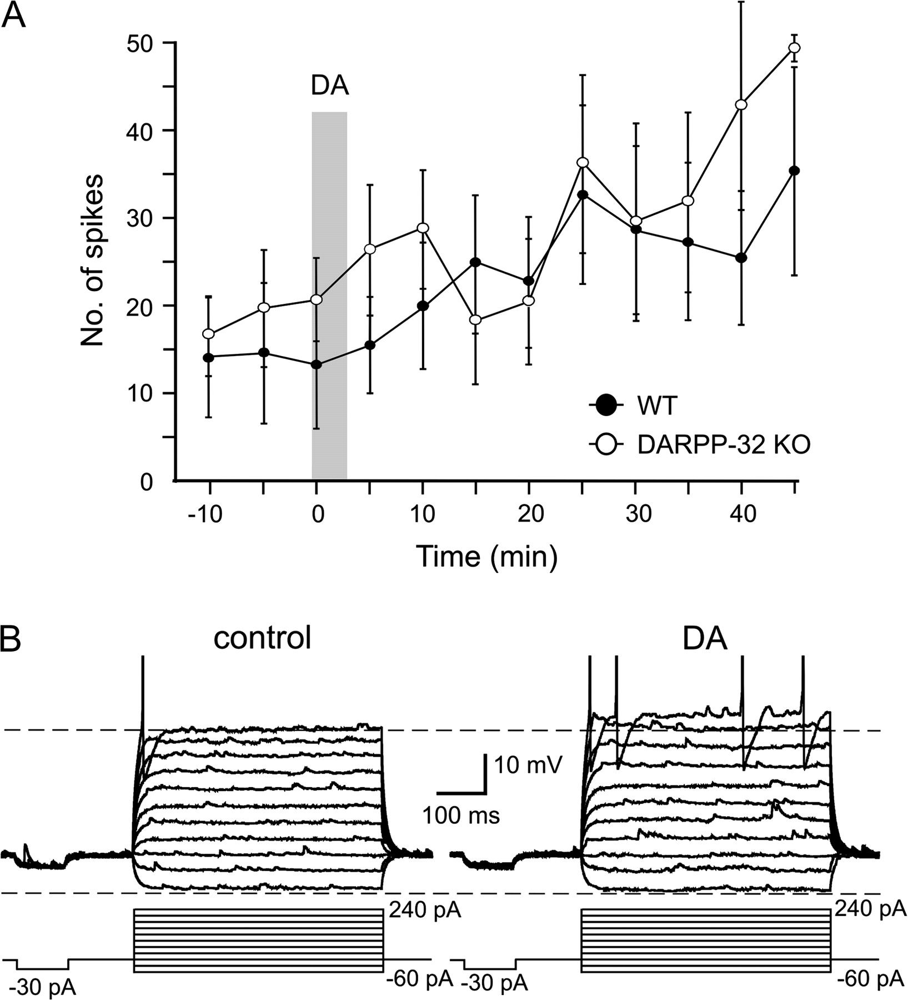 A
50
40
30
20
10
0
No. of spikes
DA
WT
DARPP-32 KO
-10 0 10 20 30 40
Time (min)
B
control DA
10 mV
100 ms
240 pA 240 pA
-30 pA -60 pA -30 pA -60 pA